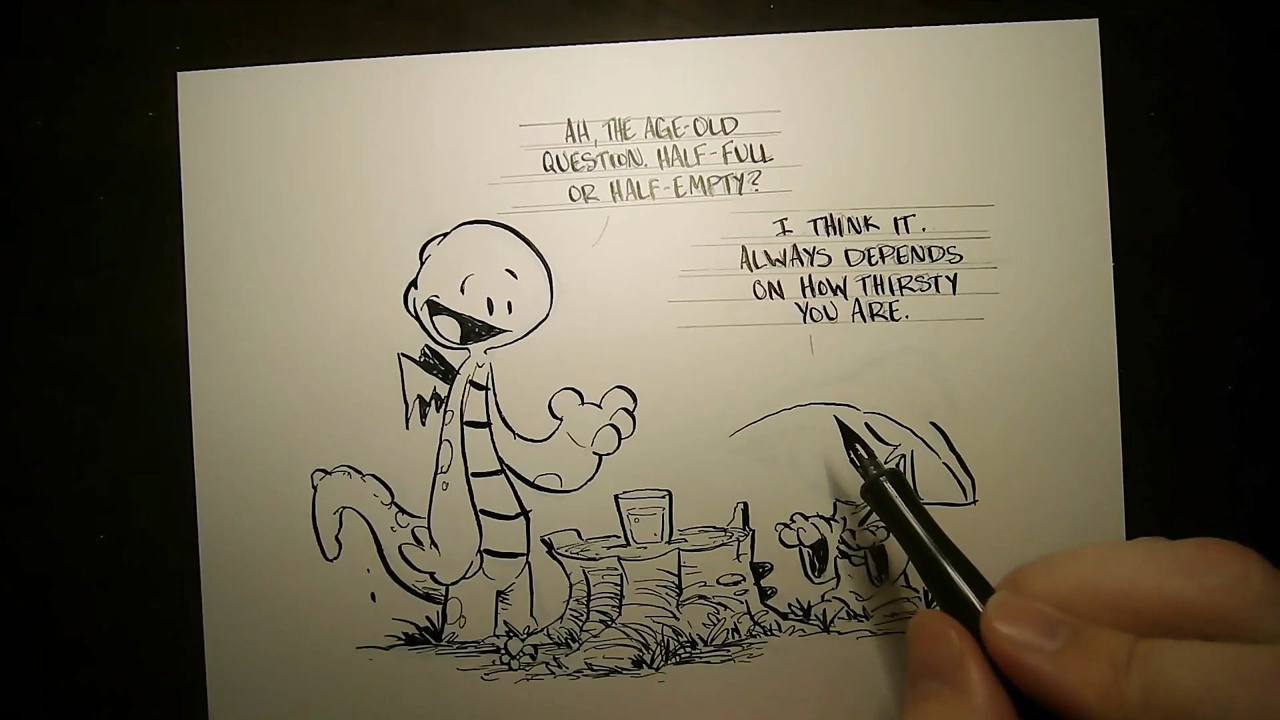 AH, THE AGE-OLD
QUESTION. HALF-FULL
OR HALF-EMPTY?
I THINK IT.
ALWAYS DEPENDS
ON HOW THIRSTY
YOU ARE.